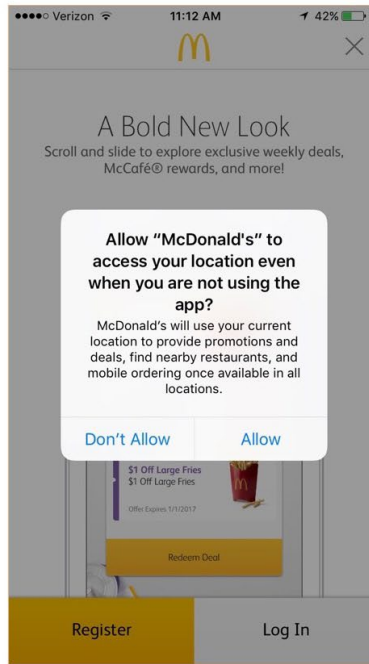 Verizon 11:12 AM 42%
A Bold New Look
Scroll and slide to explore exclusive weekly deals,
McCafé® rewards, and more!
Allow “McDonald's” to
access your location even
when you are not using the
app?
McDonald’s will use your current
location to provide promotions and
deals, find nearby restaurants, and
mobile ordering once available in all
locations.
Don’t Allow Allow
$1 Off Large Fries
$1 Off Large Fries
Offer Expires 1/1/2017
Redeem Deal
Register Log In